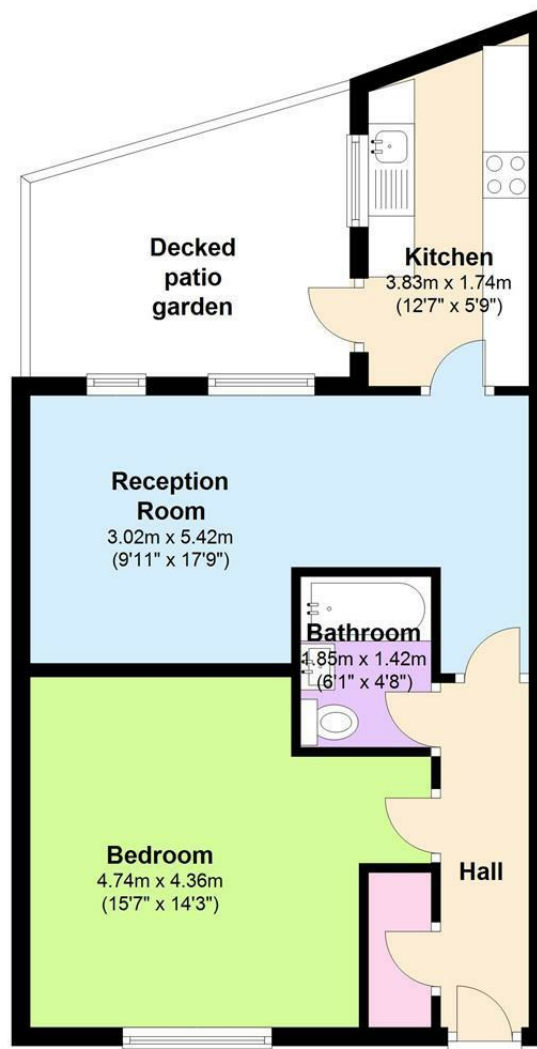 Decked
patio
garden
Kitchen
3.83m x 1.74m
(12'7" x 5'9")
Reception
Room
3.02m x 5.42m
(9'11" x 17'9")
Bathroom
1.85m x 1.42m
(6'1" x 4'8")
Bedroom
4.74m x 4.36m
(15'7" x 14'3")
Hall